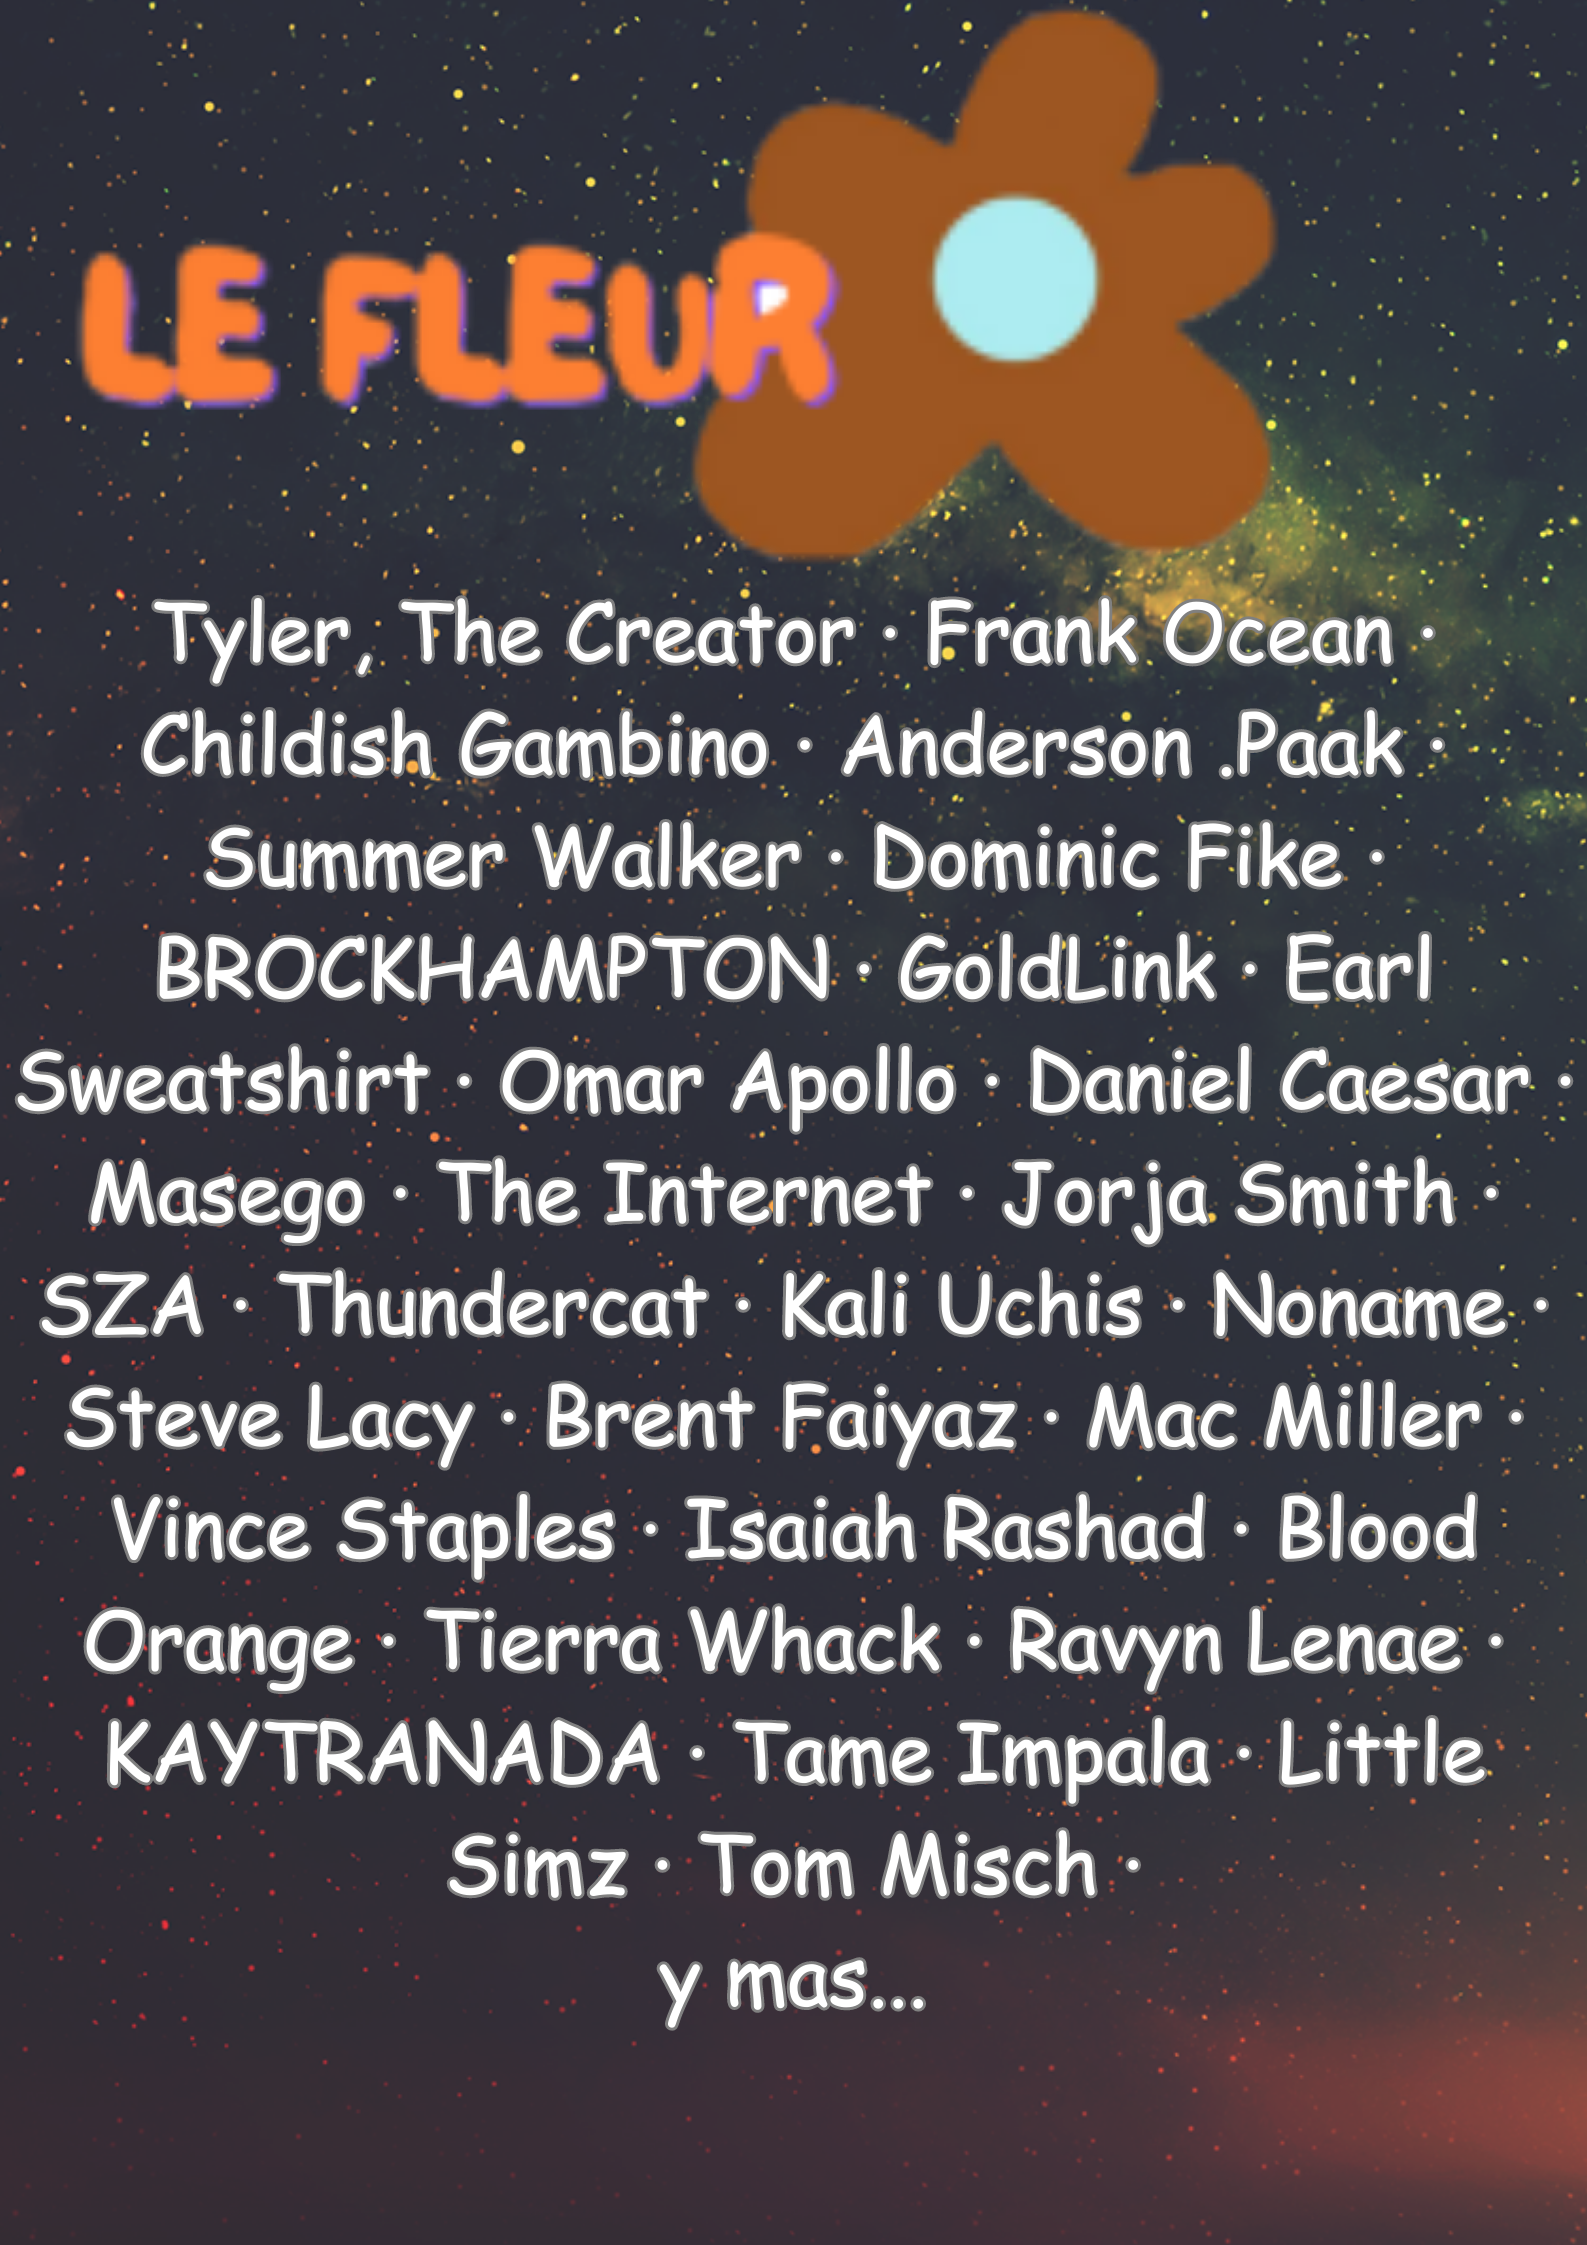 LE FLEUR
Tyler, The Creator · Frank Ocean ·
Childish Gambino · Anderson .Paak ·
Summer Walker · Dominic Fike ·
BROCKHAMPTON · GoldLink · Earl
Sweatshirt · Omar Apollo · Daniel Caesar ·
Masego · The Internet · Jorja Smith ·
SZA · Thundercat · Kali Uchis · Noname ·
Steve Lacy · Brent Faiyaz · Mac Miller ·
Vince Staples · Isaiah Rashad · Blood
Orange · Tierra Whack · Ravyn Lenae ·
KAYTRANADA · Tame Impala · Little
Simz · Tom Misch ·
y mas...